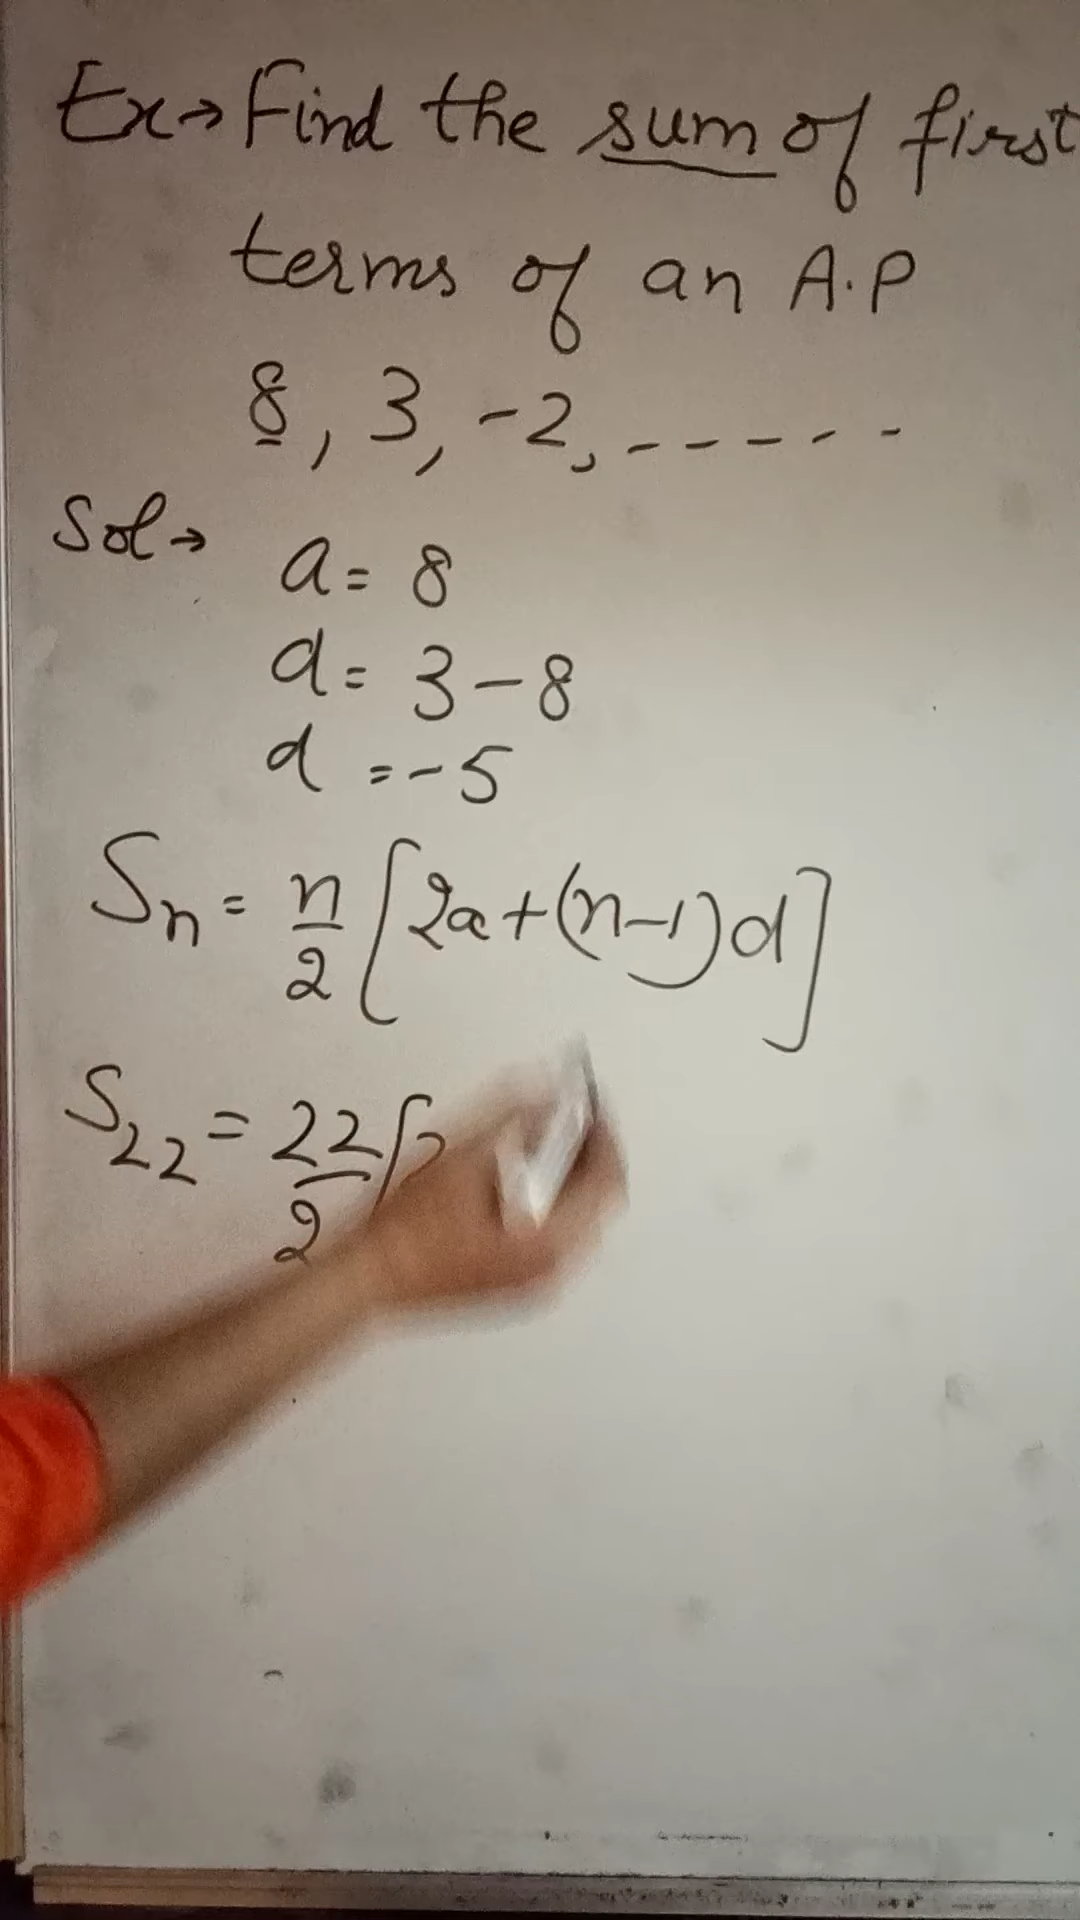 Ex→ Find the sum of first
terms of an A.P
8, 3, -2, - - - - -
Sol→ a = 8
d = 3 - 8
d = -5
Sn = n/2 [2a+(n-1)d]
S22 = 22/2 [2